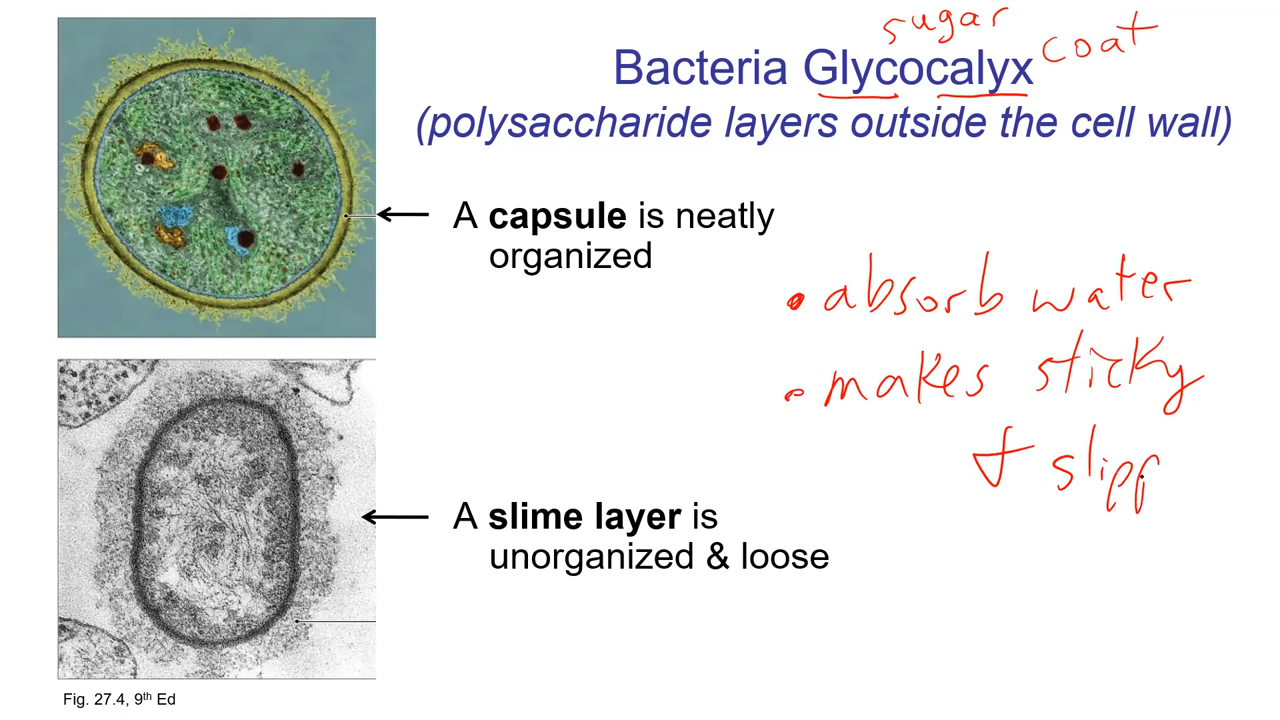 sugar
coat
Bacteria Glycocalyx
(polysaccharide layers outside the cell wall)
A capsule is neatly
organized
• absorb water
• makes sticky
& slipp
A slime layer is
unorganized & loose
Fig. 27.4, 9th Ed